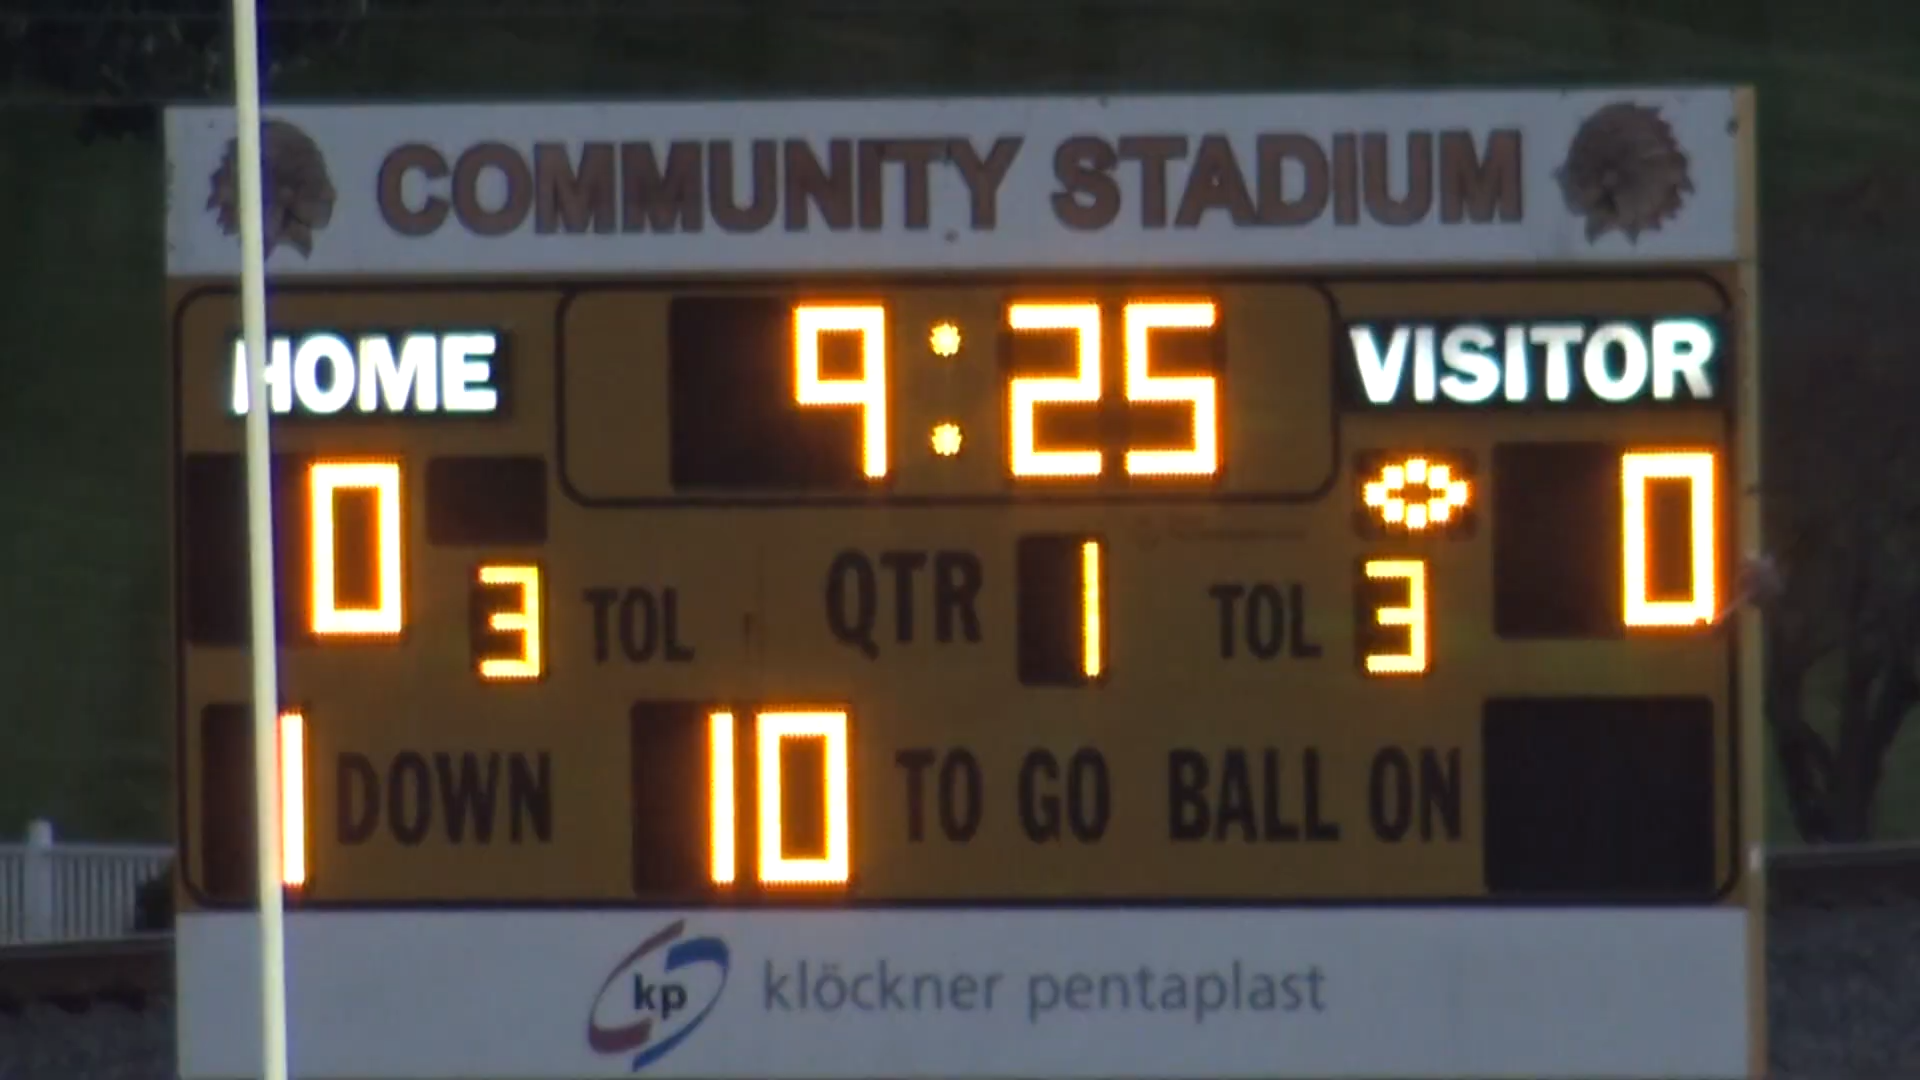 COMMUNITY STADIUM
HOME 9:25 VISITOR
0 0
3 TOL QTR 1 TOL 3
1 DOWN 10 TO GO BALL ON
kp klöckner pentaplast